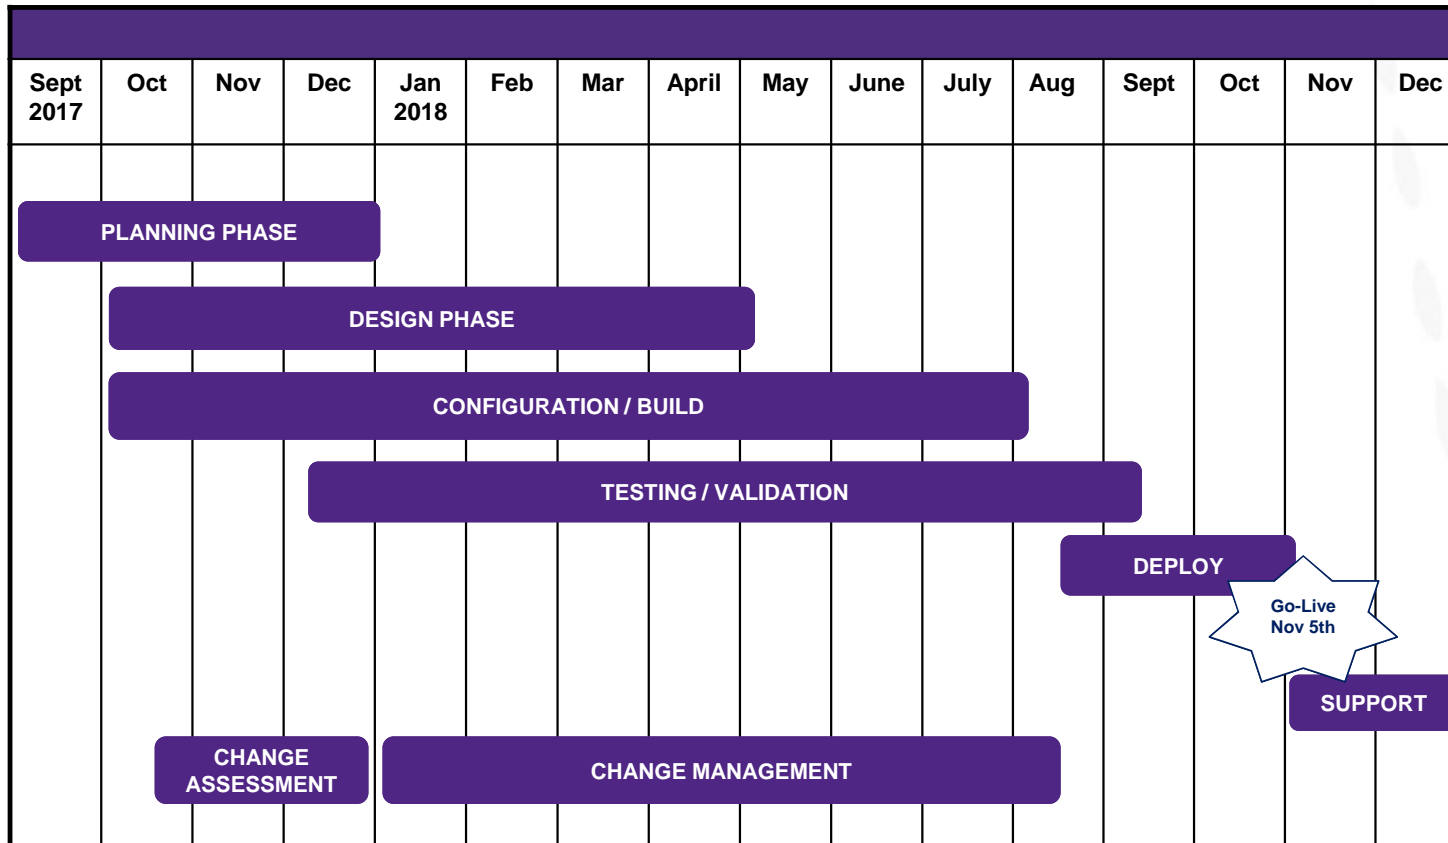 Sept Oct Nov Dec Jan Feb Mar April May June July Aug Sept Oct Nov Dec
2017 2018
PLANNING PHASE
DESIGN PHASE
CONFIGURATION / BUILD
TESTING / VALIDATION
DEPLOY
Go-Live
Nov 5th
SUPPORT
CHANGE
ASSESSMENT
CHANGE MANAGEMENT